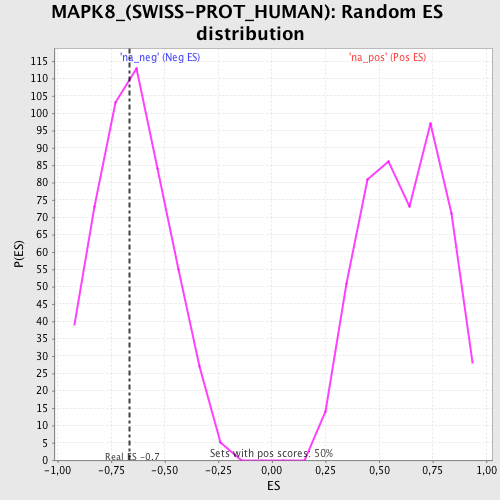 MAPK8_(SWISS-PROT_HUMAN): Random ES
distribution
'na_neg' (Neg ES)
'na_pos' (Pos ES)
115
110
105
100
95
90
85
80
75
70
65
60
55
50
45
40
35
30
25
20
15
10
5
0
P(ES)
Real ES -0.7
Sets with pos scores: 50%
-1,00 -0,75 -0,50 -0,25 0,00 0,25 0,50 0,75 1,00
ES